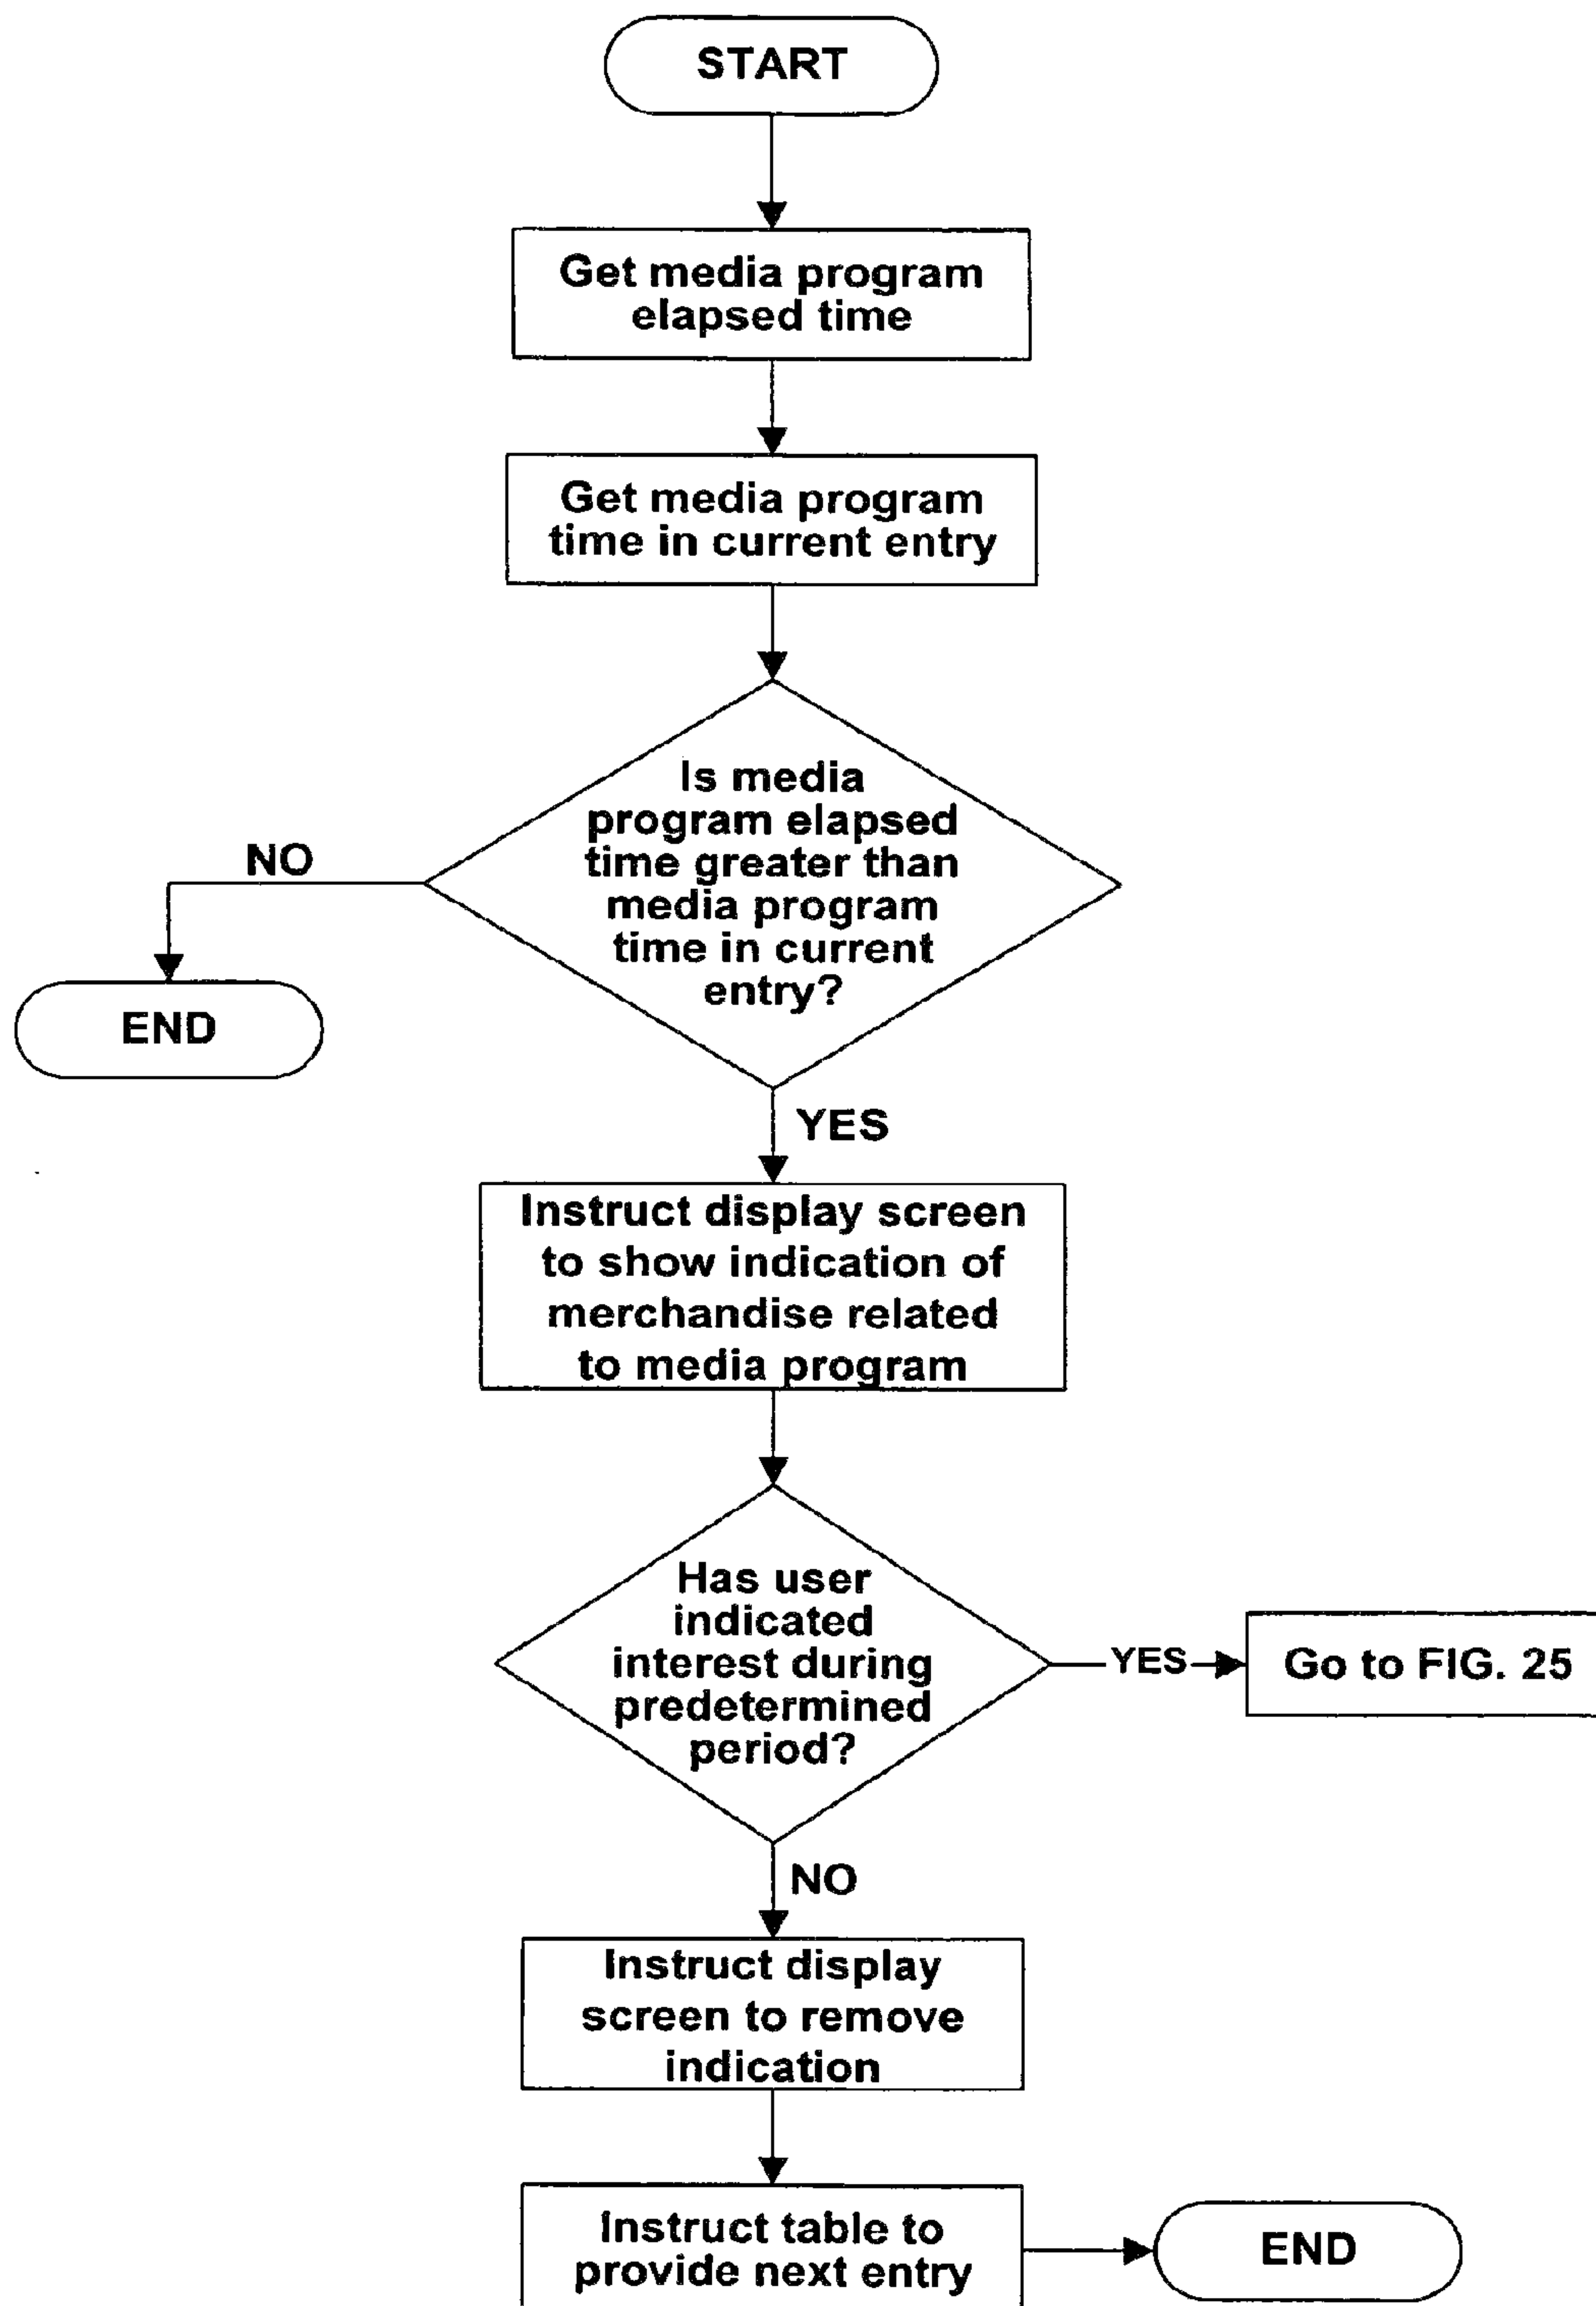 START
Get media program
elapsed time
Get media program
time in current entry
Is media
program elapsed
time greater than
media program
time in current
entry?
NO
END
YES
Instruct display screen
to show indication of
merchandise related
to media program
Has user
indicated
interest during
predetermined
period?
YES
Go to FIG. 25
NO
Instruct display
screen to remove
indication
Instruct table to
provide next entry
END